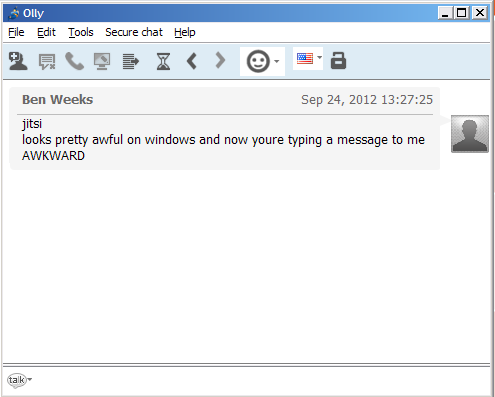 Olly
File Edit Tools Secure chat Help
Ben Weeks Sep 24, 2012 13:27:25
jitsi
looks pretty awful on windows and now youre typing a message to me
AWKWARD
talk